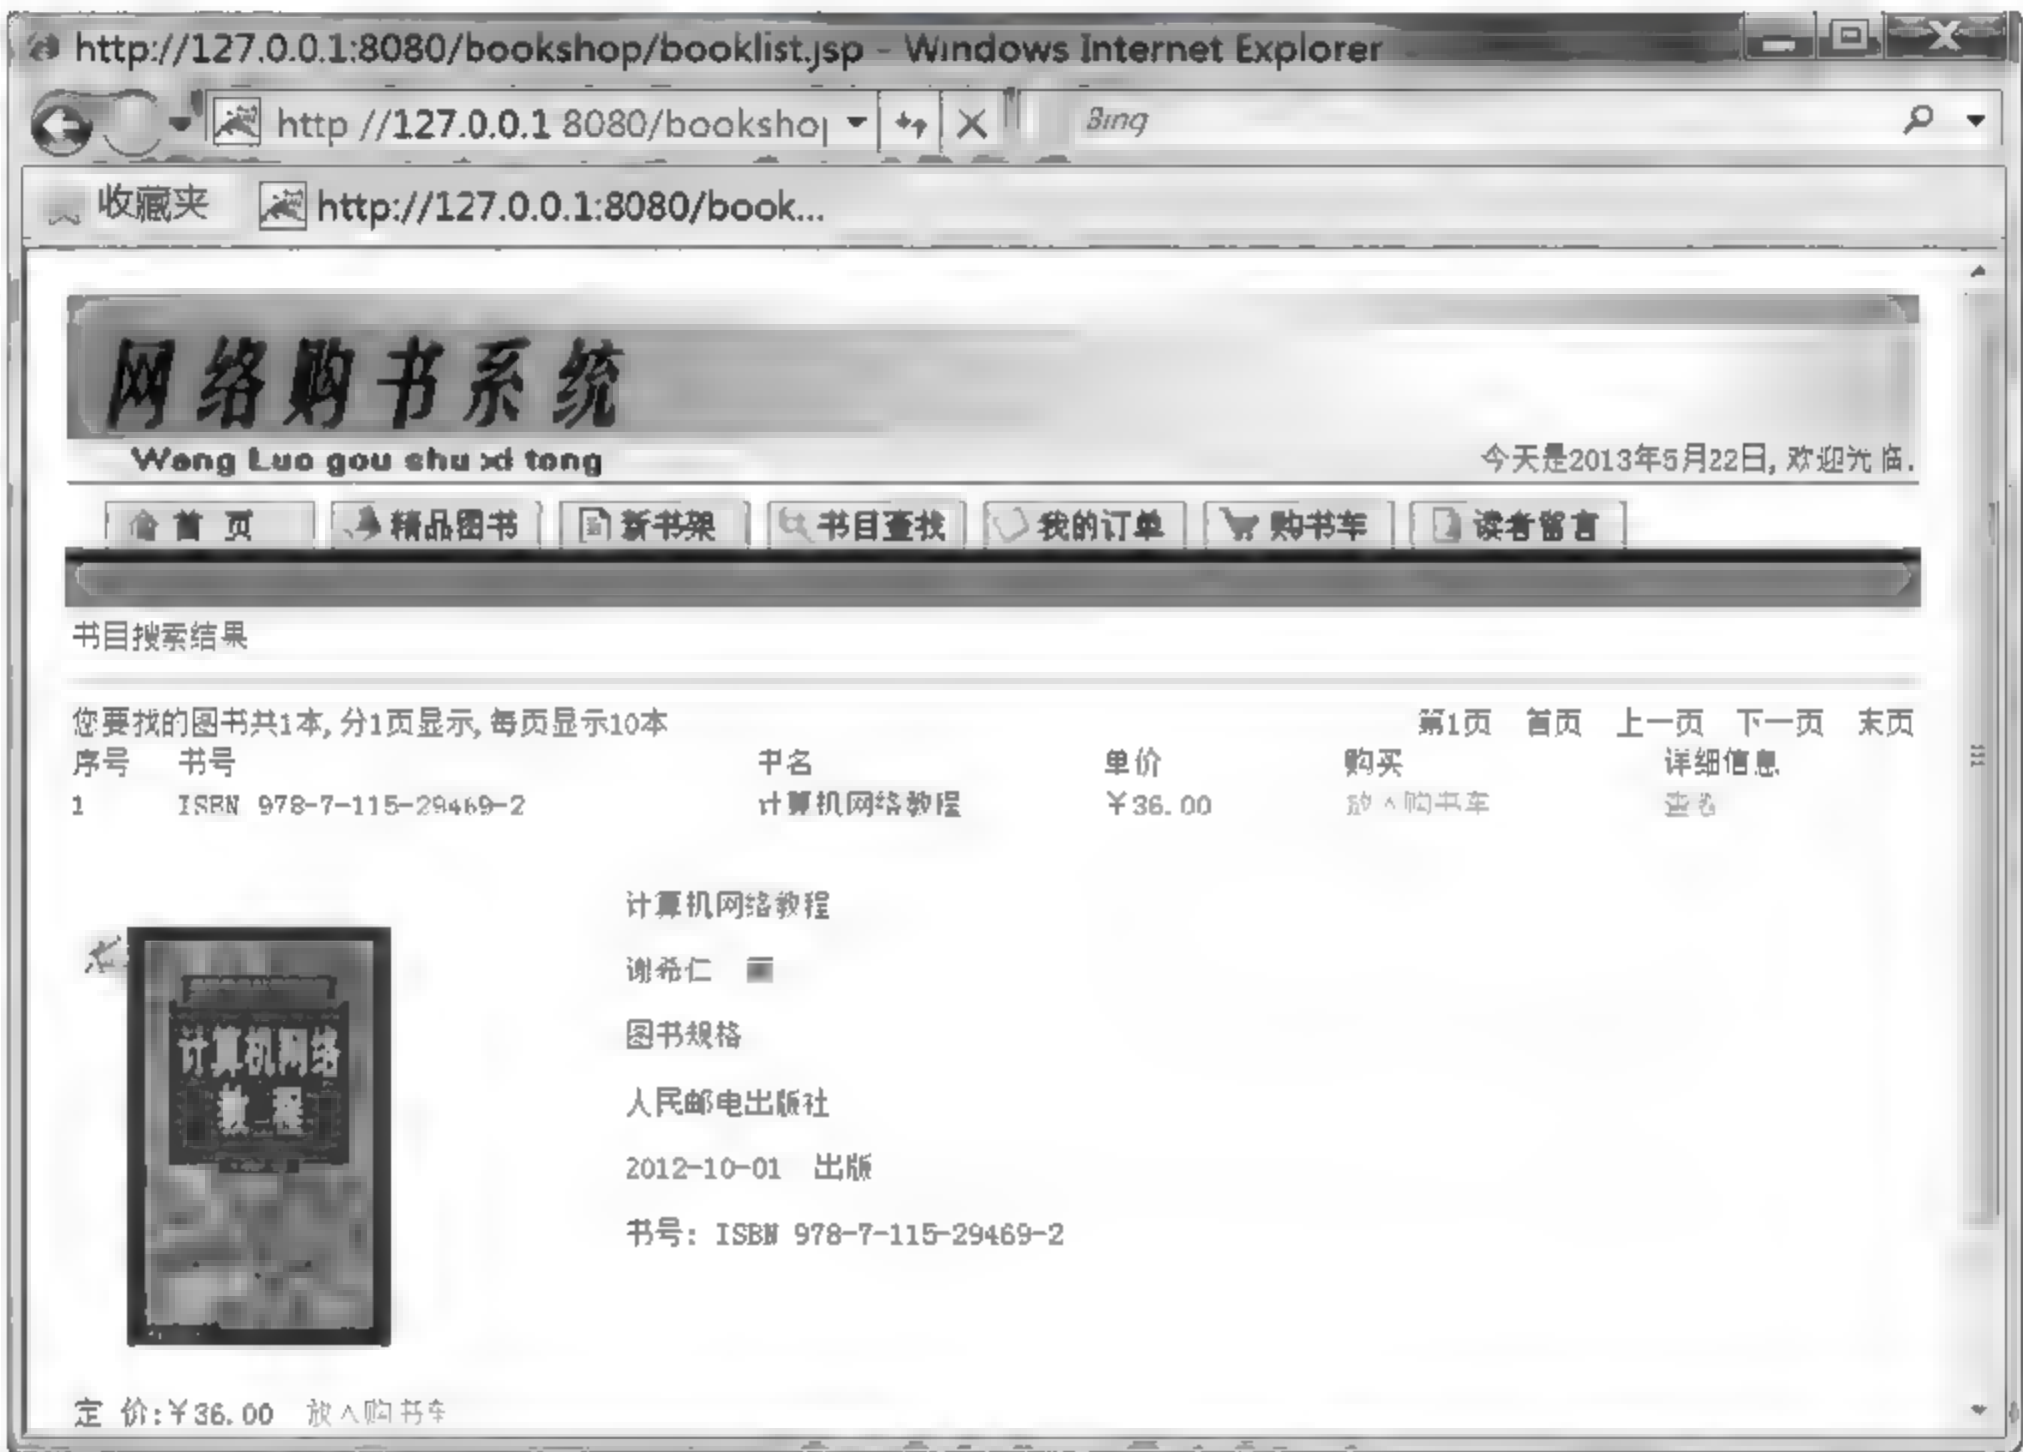 http://127.0.0.1:8080/bookshop/booklist.jsp - Windows Internet Explorer
http://127.0.0.1 8080/bookshop Bing
收藏夹 http://127.0.0.1:8080/book...
网络购书系统
Wang Luo gou shu xi tong 今天是2013年5月22日, 欢迎光临.
首 页 精品图书 新书架 书目查找 我的订单 购书车 读者留言
书目搜索结果
您要找的图书共1本, 分1页显示, 每页显示10本 第1页 首页 上一页 下一页 末页
序号 书号 书名 单价 购买 详细信息
1 ISBN 978-7-115-29469-2 计算机网络教程 ￥36.00 放入购书车 查看
计算机网络教程
谢希仁
图书规格
人民邮电出版社
2012-10-01 出版
书号: ISBN 978-7-115-29469-2
计算机网络
教 程
定 价:￥36.00 放入购书车